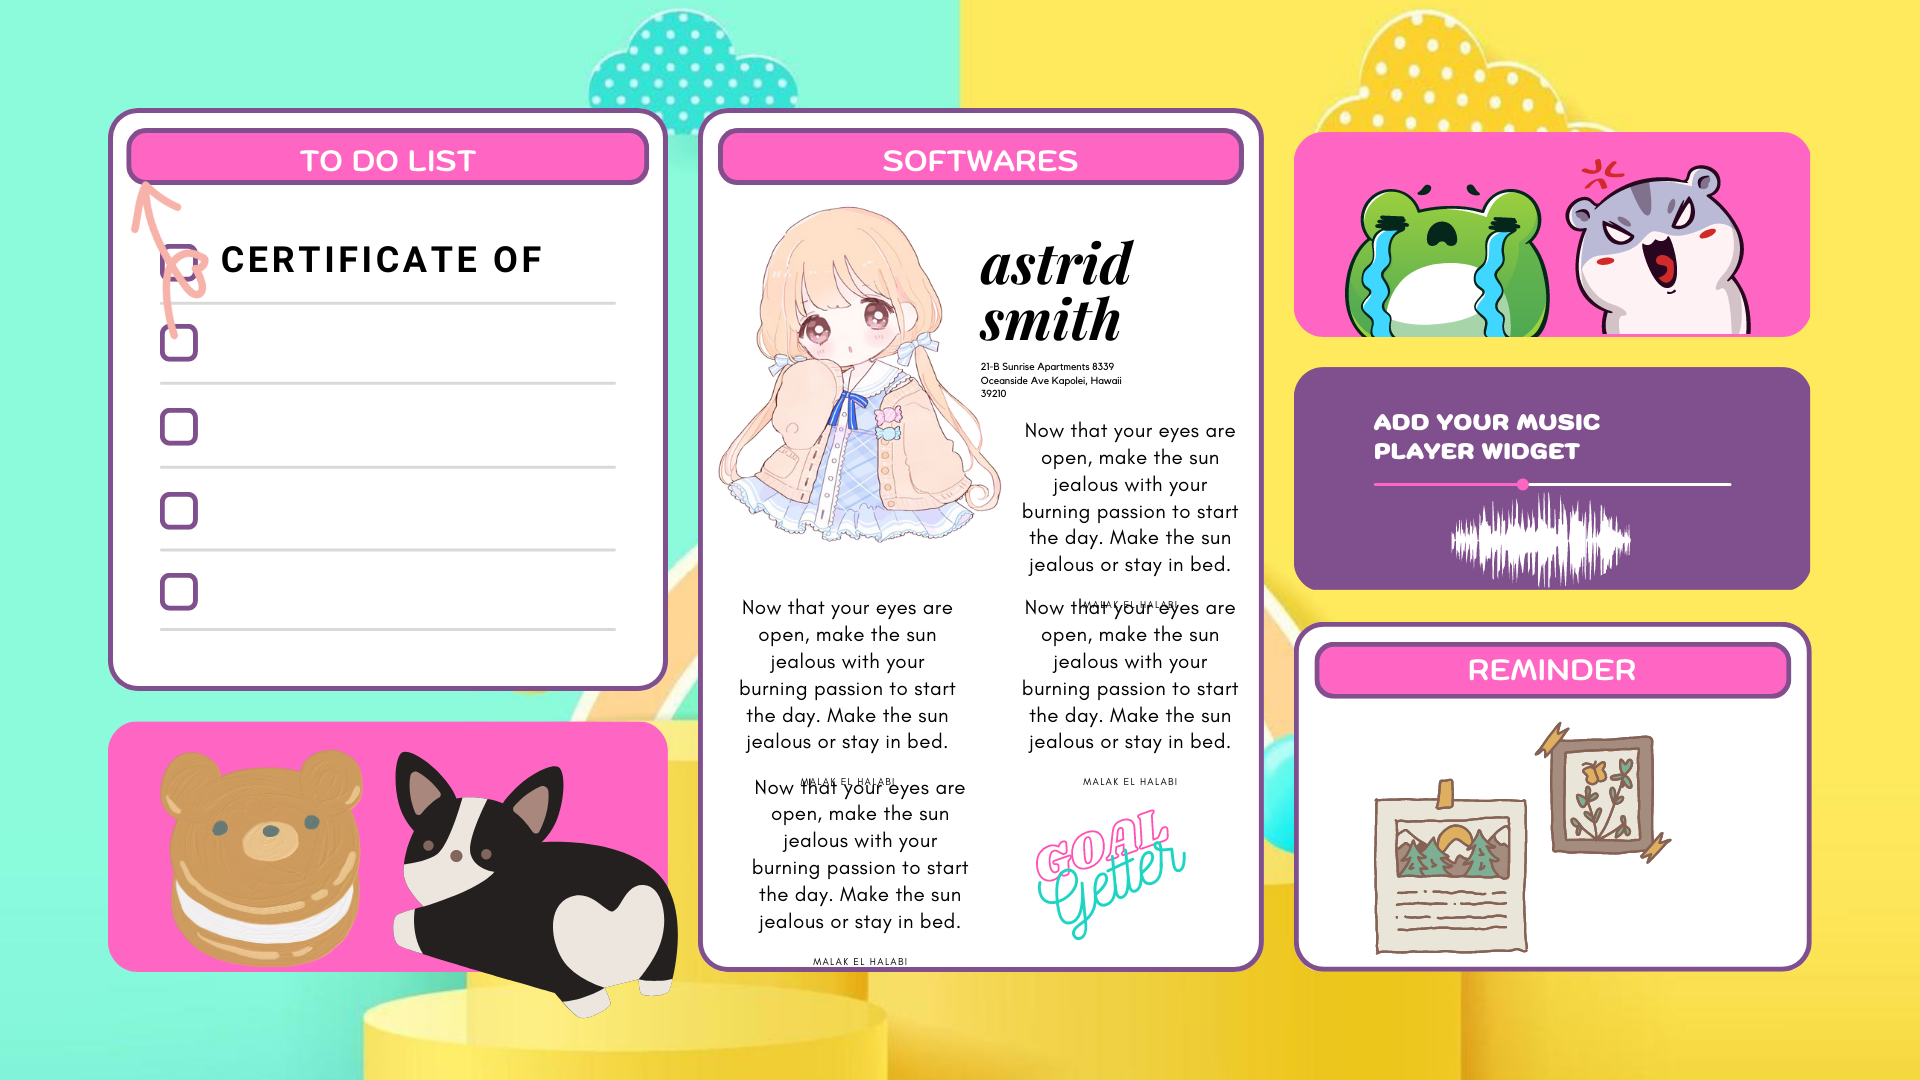 TO DO LIST
CERTIFICATE OF
SOFTWARES
astrid
smith
21-B Sunrise Apartments 8339
Oceanside Ave Kapolei, Hawaii
39210
Now that your eyes are
open, make the sun
jealous with your
burning passion to start
the day. Make the sun
jealous or stay in bed.
MALAK EL HALABI
Now that your eyes are
open, make the sun
jealous with your
burning passion to start
the day. Make the sun
jealous or stay in bed.
MALAK EL HALABI
Now that your eyes are
open, make the sun
jealous with your
burning passion to start
the day. Make the sun
jealous or stay in bed.
MALAK EL HALABI
Now that your eyes are
open, make the sun
jealous with your
burning passion to start
the day. Make the sun
jealous or stay in bed.
MALAK EL HALABI
GOAL
Getter
ADD YOUR MUSIC
PLAYER WIDGET
REMINDER